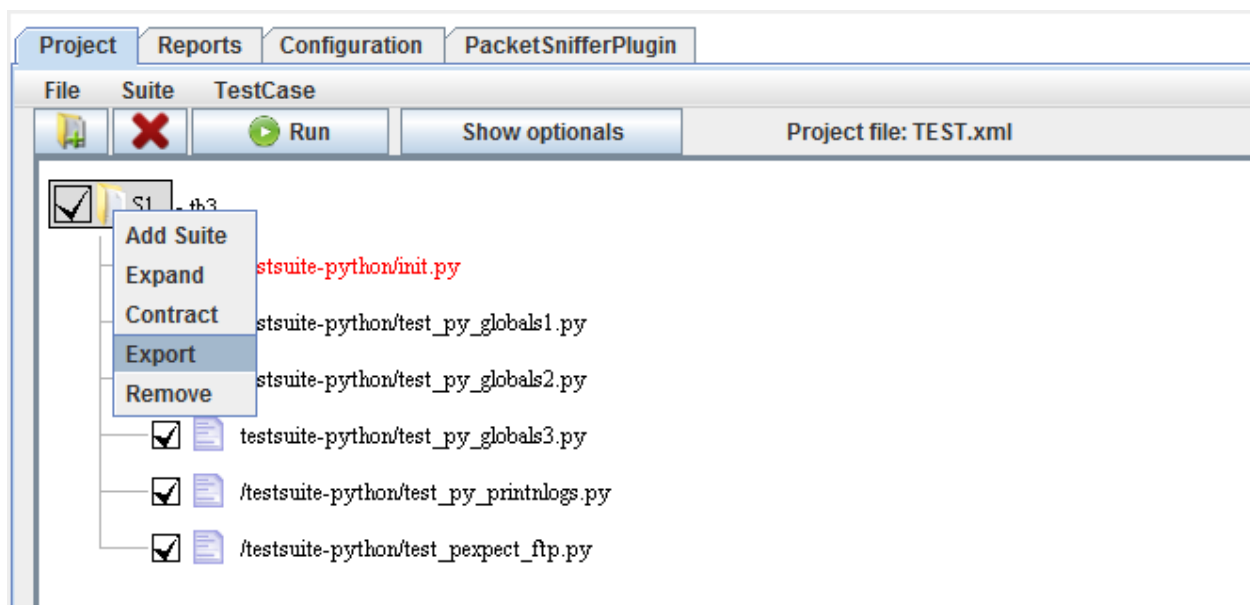 Project Reports Configuration PacketSnifferPlugin
File Suite TestCase
Run Show optionals Project file: TEST.xml
S1 - tb3
Add Suite
Expand
Contract
Export
Remove
stsuite-python/init.py
stsuite-python/test_py_globals1.py
stsuite-python/test_py_globals2.py
testsuite-python/test_py_globals3.py
/testsuite-python/test_py_printnlogs.py
/testsuite-python/test_pexpect_ftp.py